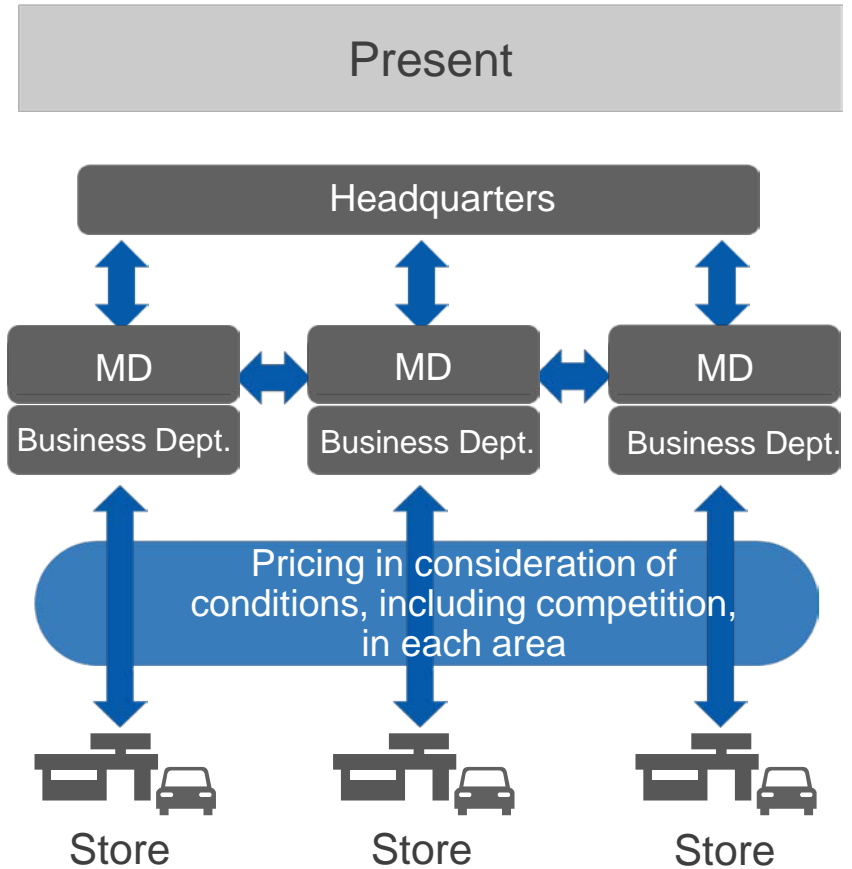 Present
Headquarters
MD
MD
MD
Business Dept.
Business Dept.
Business Dept.
Pricing in consideration of
conditions, including competition,
in each area
Store
Store
Store